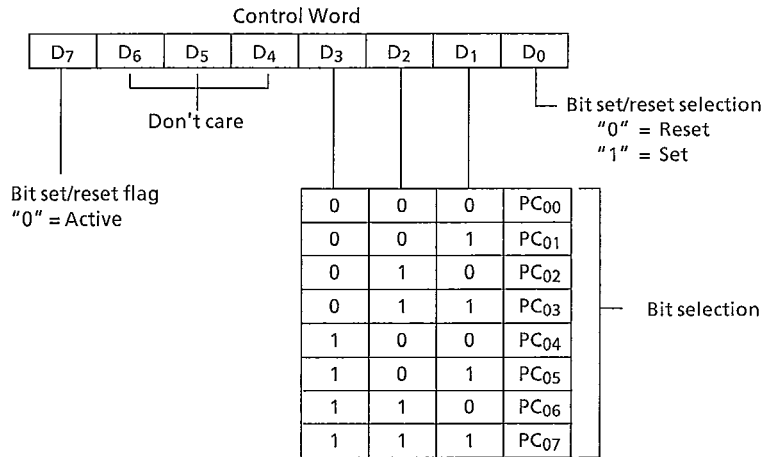 Control Word
D7 D6 D5 D4 D3 D2 D1 D0
Don't care
Bit set/reset selection
"0" = Reset
"1" = Set
Bit set/reset flag
"0" = Active
0 0 0 PC00
0 0 1 PC01
0 1 0 PC02
0 1 1 PC03
1 0 0 PC04
1 0 1 PC05
1 1 0 PC06
1 1 1 PC07
Bit selection